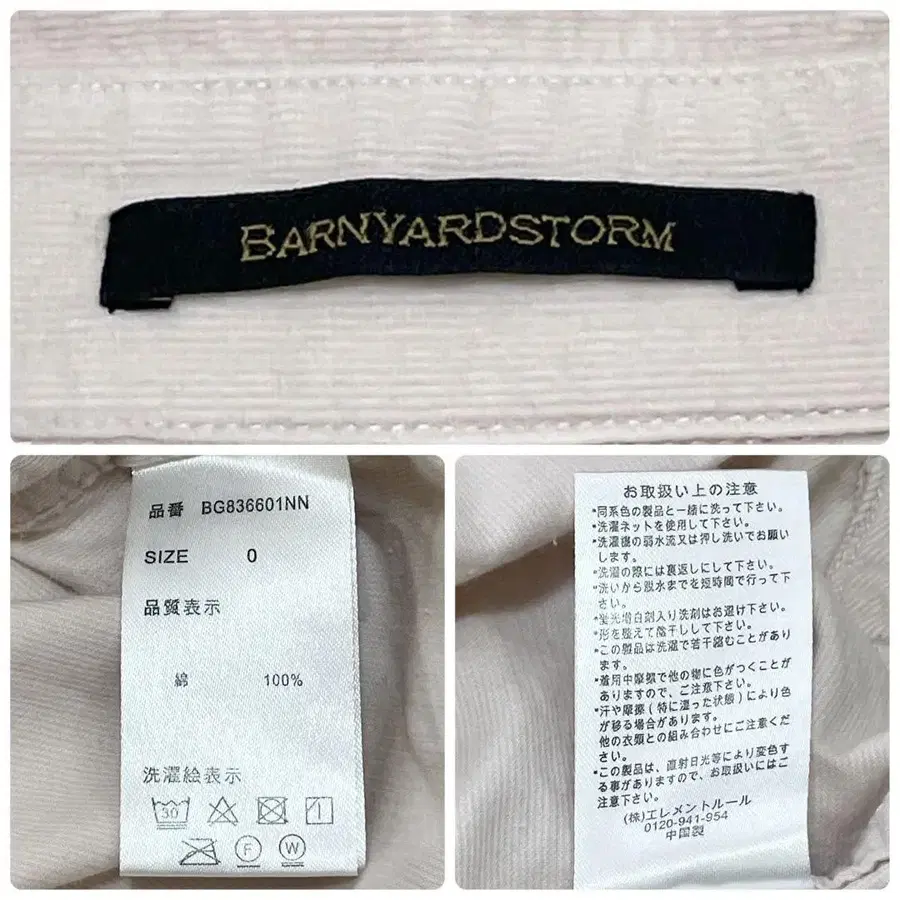 BARNYARDSTORM
品番 BG836601NN
SIZE 0
品質表示
綿 100%
洗濯絵表示
30
F W
お取扱い上の注意
*同系色の製品と一緒に洗って下さい。
*洗濯ネットを使用して下さい。
*洗濯機の弱水流又は押し洗いでお願い
します。
*洗濯の際には裏返しにして下さい。
*洗いから脱水までを短時間で行って下
さい。
*蛍光増白剤入り洗剤はお避け下さい。
*形を整えて陰干しして下さい。
*この製品は洗濯で若干縮むことがあり
ます。
*着用中摩擦で他の物に色がつくことが
ありますので、ご注意下さい。
*汗や摩擦(特に湿った状態)により色
が移る場合があります。
他の衣類との組み合わせにご注意くだ
さい。
*この製品は、直射日光等により変色す
る事がありますので、お取扱いにはご
注意下さい。
(株)エレメントルール
0120-941-954
中国製